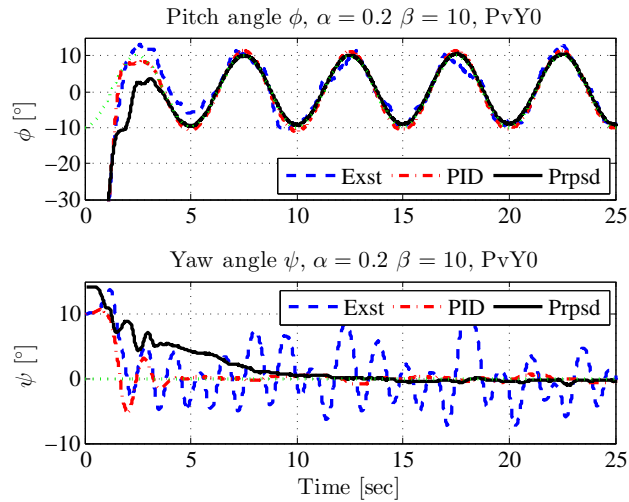 Pitch angle ϕ, α = 0.2 β = 10, PvY0
ϕ [°]
10
0
−10
−20
−30
Exst PID Prpsd
0 5 10 15 20 25
Yaw angle ψ, α = 0.2 β = 10, PvY0
ψ [°]
10
0
−10
Exst PID Prpsd
0 5 10 15 20 25
Time [sec]